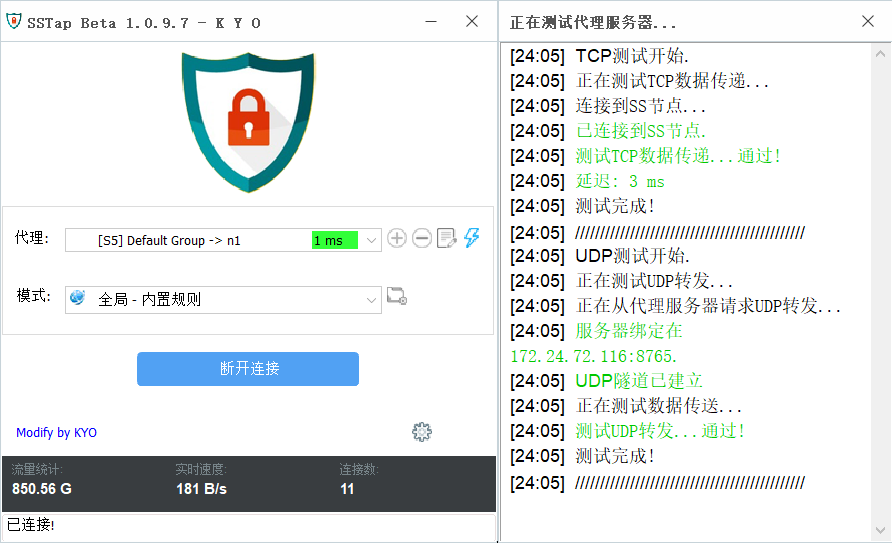 SSTap Beta 1.0.9.7 - K Y O
代理:
[S5] Default Group -> n1
1 ms
模式:
全局 - 内置规则
断开连接
Modify by KYO
流量统计:
实时速度:
连接数:
850.56 G
181 B/s
11
已连接!
正在测试代理服务器...
[24:05] TCP测试开始.
[24:05] 正在测试TCP数据传递...
[24:05] 连接到SS节点...
[24:05] 已连接到SS节点.
[24:05] 测试TCP数据传递...通过!
[24:05] 延迟: 3 ms
[24:05] 测试完成!
[24:05] //////////////////////////////////////////////
[24:05] UDP测试开始.
[24:05] 正在测试UDP转发...
[24:05] 正在从代理服务器请求UDP转发...
[24:05] 服务器绑定在
172.24.72.116:8765.
[24:05] UDP隧道已建立
[24:05] 正在测试数据传送...
[24:05] 测试UDP转发...通过!
[24:05] 测试完成!
[24:05] //////////////////////////////////////////////